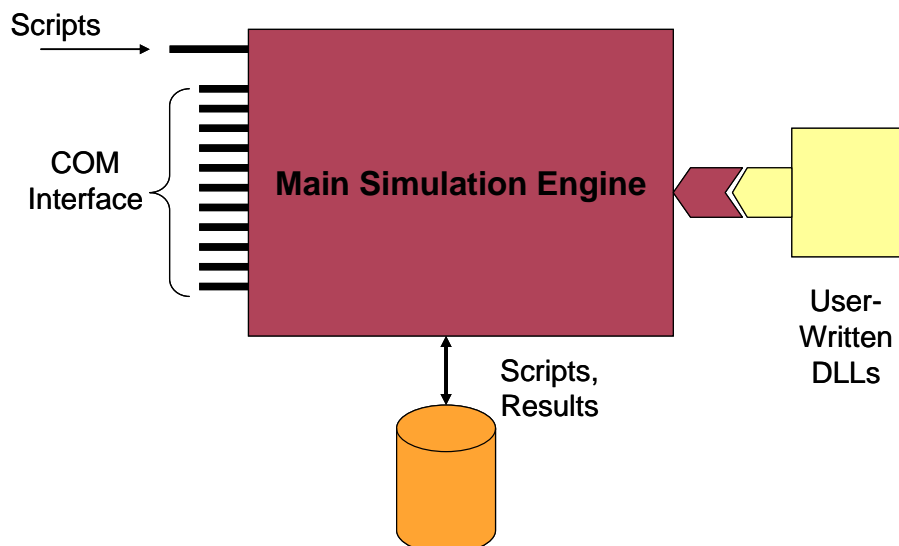 Scripts
COM
Interface
Main Simulation Engine
User-
Written
DLLs
Scripts,
Results